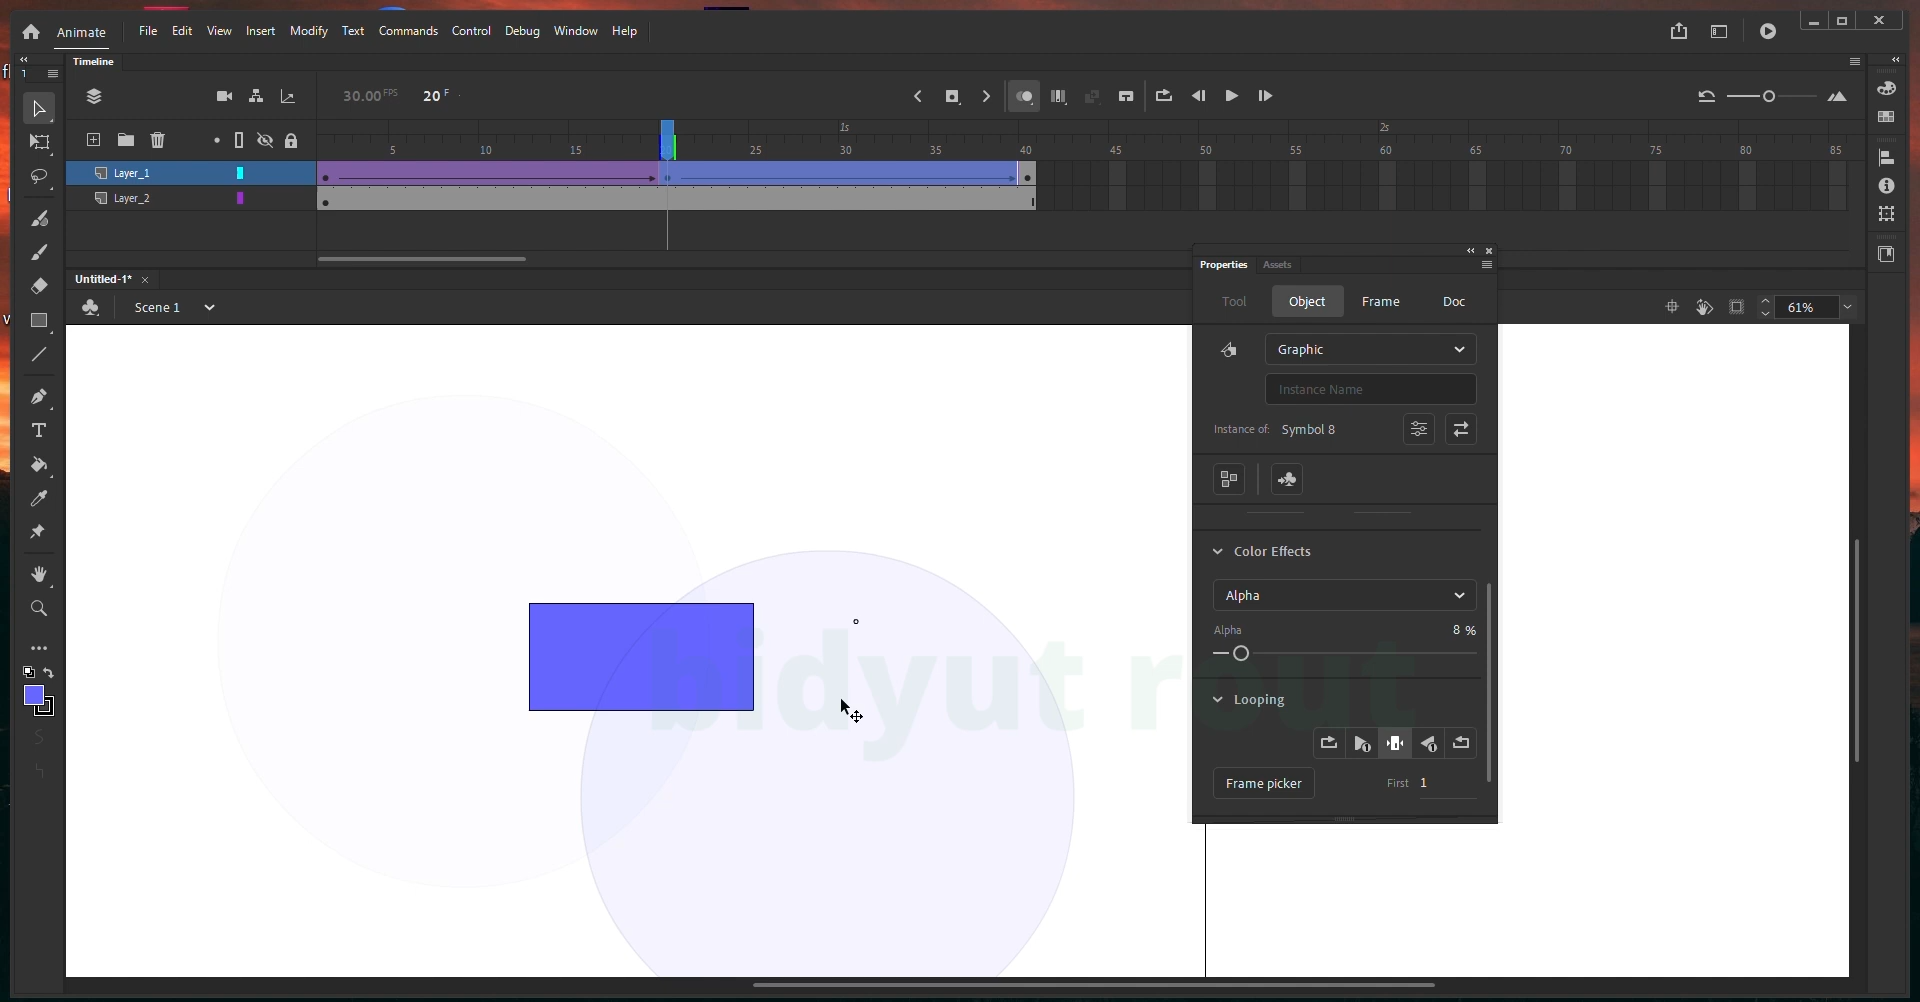 Animate File Edit View Insert Modify Text Commands Control Debug Window Help
Timeline
30.00 FPS 20 F
1s 2s
5 10 15 20 25 30 35 40 45 50 55 60 65 70 75 80 85
Layer_1
Layer_2
Untitled-1*
Scene 1
61%
Properties Assets
Tool Object Frame Doc
Graphic
Instance Name
Instance of: Symbol 8
Color Effects
Alpha
Alpha 8 %
bidyut rout
Looping
Frame picker First 1